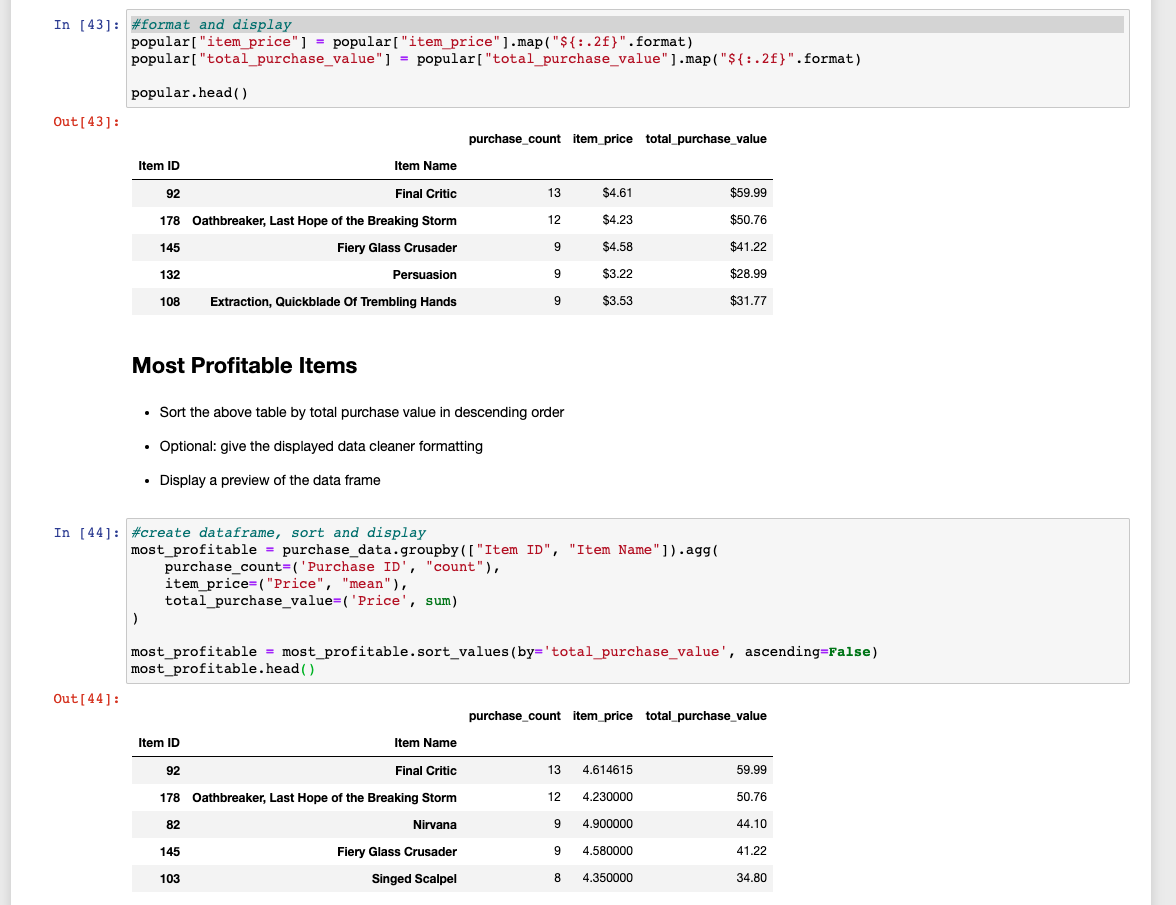 In [43]: #format and display
popular["item_price"] = popular["item_price"].map("${:.2f}".format)
popular["total_purchase_value"] = popular["total_purchase_value"].map("${:.2f}".format)
popular.head()
Out[43]:
purchase_count item_price total_purchase_value
Item ID Item Name
92 Final Critic 13 $4.61 $59.99
178 Oathbreaker, Last Hope of the Breaking Storm 12 $4.23 $50.76
145 Fiery Glass Crusader 9 $4.58 $41.22
132 Persuasion 9 $3.22 $28.99
108 Extraction, Quickblade Of Trembling Hands 9 $3.53 $31.77
Most Profitable Items
• Sort the above table by total purchase value in descending order
• Optional: give the displayed data cleaner formatting
• Display a preview of the data frame
In [44]: #create dataframe, sort and display
most_profitable = purchase_data.groupby(["Item ID", "Item Name"]).agg(
purchase_count=('Purchase ID', "count"),
item_price=("Price", "mean"),
total_purchase_value=('Price', sum)
)
most_profitable = most_profitable.sort_values(by='total_purchase_value', ascending=False)
most_profitable.head()
Out[44]:
purchase_count item_price total_purchase_value
Item ID Item Name
92 Final Critic 13 4.614615 59.99
178 Oathbreaker, Last Hope of the Breaking Storm 12 4.230000 50.76
82 Nirvana 9 4.900000 44.10
145 Fiery Glass Crusader 9 4.580000 41.22
103 Singed Scalpel 8 4.350000 34.80